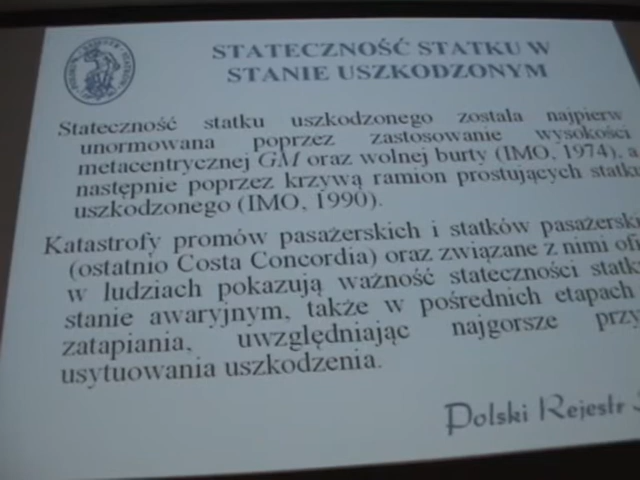 STATECZNOŚĆ STATKU W
STANIE USZKODZONYM
Stateczność statku uszkodzonego została najpierw
unormowana poprzez zastosowanie wysokości
metacentrycznej GM oraz wolnej burty (IMO, 1974), a
następnie poprzez krzywą ramion prostujących statku
uszkodzonego (IMO, 1990).
Katastrofy promów pasażerskich i statków pasażerski
(ostatnio Costa Concordia) oraz związane z nimi ofi
w ludziach pokazują ważność stateczności statku
stanie awaryjnym, także w pośrednich etapach
zatapiania, uwzględniając najgorsze przy
usytuowania uszkodzenia.
Polski Rejestr